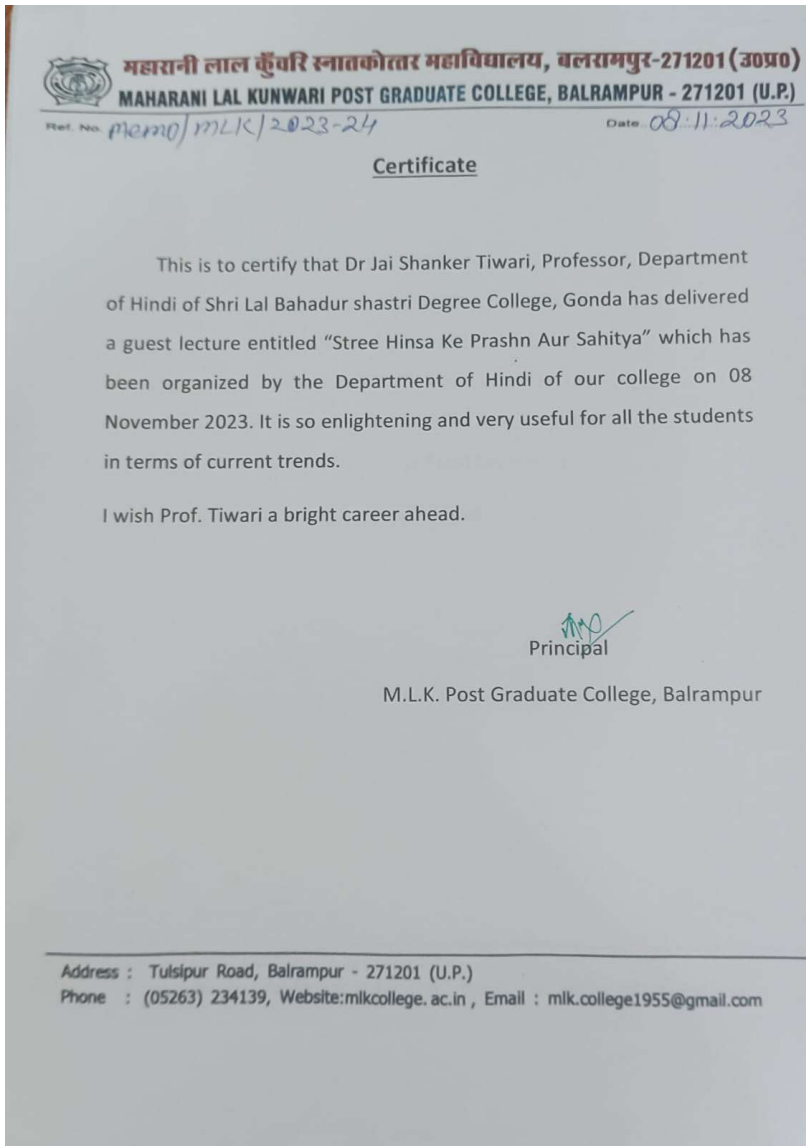 महारानी लाल कुँवरि स्नातकोत्तर महाविद्यालय, बलरामपुर-271201(उ०प्र०)
MAHARANI LAL KUNWARI POST GRADUATE COLLEGE, BALRAMPUR - 271201 (U.P.)
Ref. No. Memo/MLK/2023-24 Date 08.11.2023
Certificate
This is to certify that Dr Jai Shanker Tiwari, Professor, Department
of Hindi of Shri Lal Bahadur shastri Degree College, Gonda has delivered
a guest lecture entitled “Stree Hinsa Ke Prashn Aur Sahitya” which has
been organized by the Department of Hindi of our college on 08
November 2023. It is so enlightening and very useful for all the students
in terms of current trends.
I wish Prof. Tiwari a bright career ahead.
Principal
M.L.K. Post Graduate College, Balrampur
Address : Tulsipur Road, Balrampur - 271201 (U.P.)
Phone : (05263) 234139, Website:mlkcollege. ac.in , Email : mlk.college1955@gmail.com